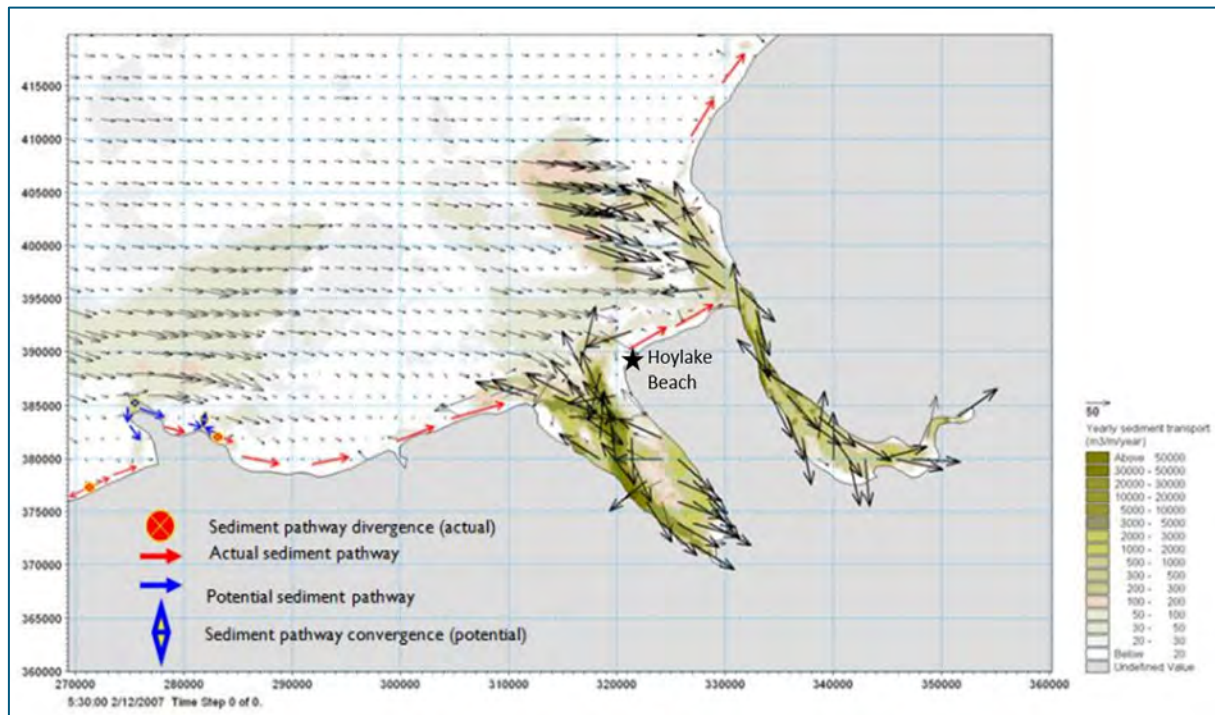 415000
410000
405000
400000
395000
390000
385000
380000
375000
370000
365000
360000
270000 280000 290000 300000 310000 320000 330000 340000 350000 360000
5:30:00 2/12/2007 Time Step 0 of 0.
Hoylake
Beach
Sediment pathway divergence (actual)
Actual sediment pathway
Potential sediment pathway
Sediment pathway convergence (potential)
50
Yearly sediment transport
(m3/m/year)
Above 50000
30000 - 50000
20000 - 30000
10000 - 20000
5000 - 10000
3000 - 5000
2000 - 3000
1000 - 2000
500 - 1000
300 - 500
200 - 300
100 - 200
50 - 100
30 - 50
20 - 30
Below 20
Undefined Value